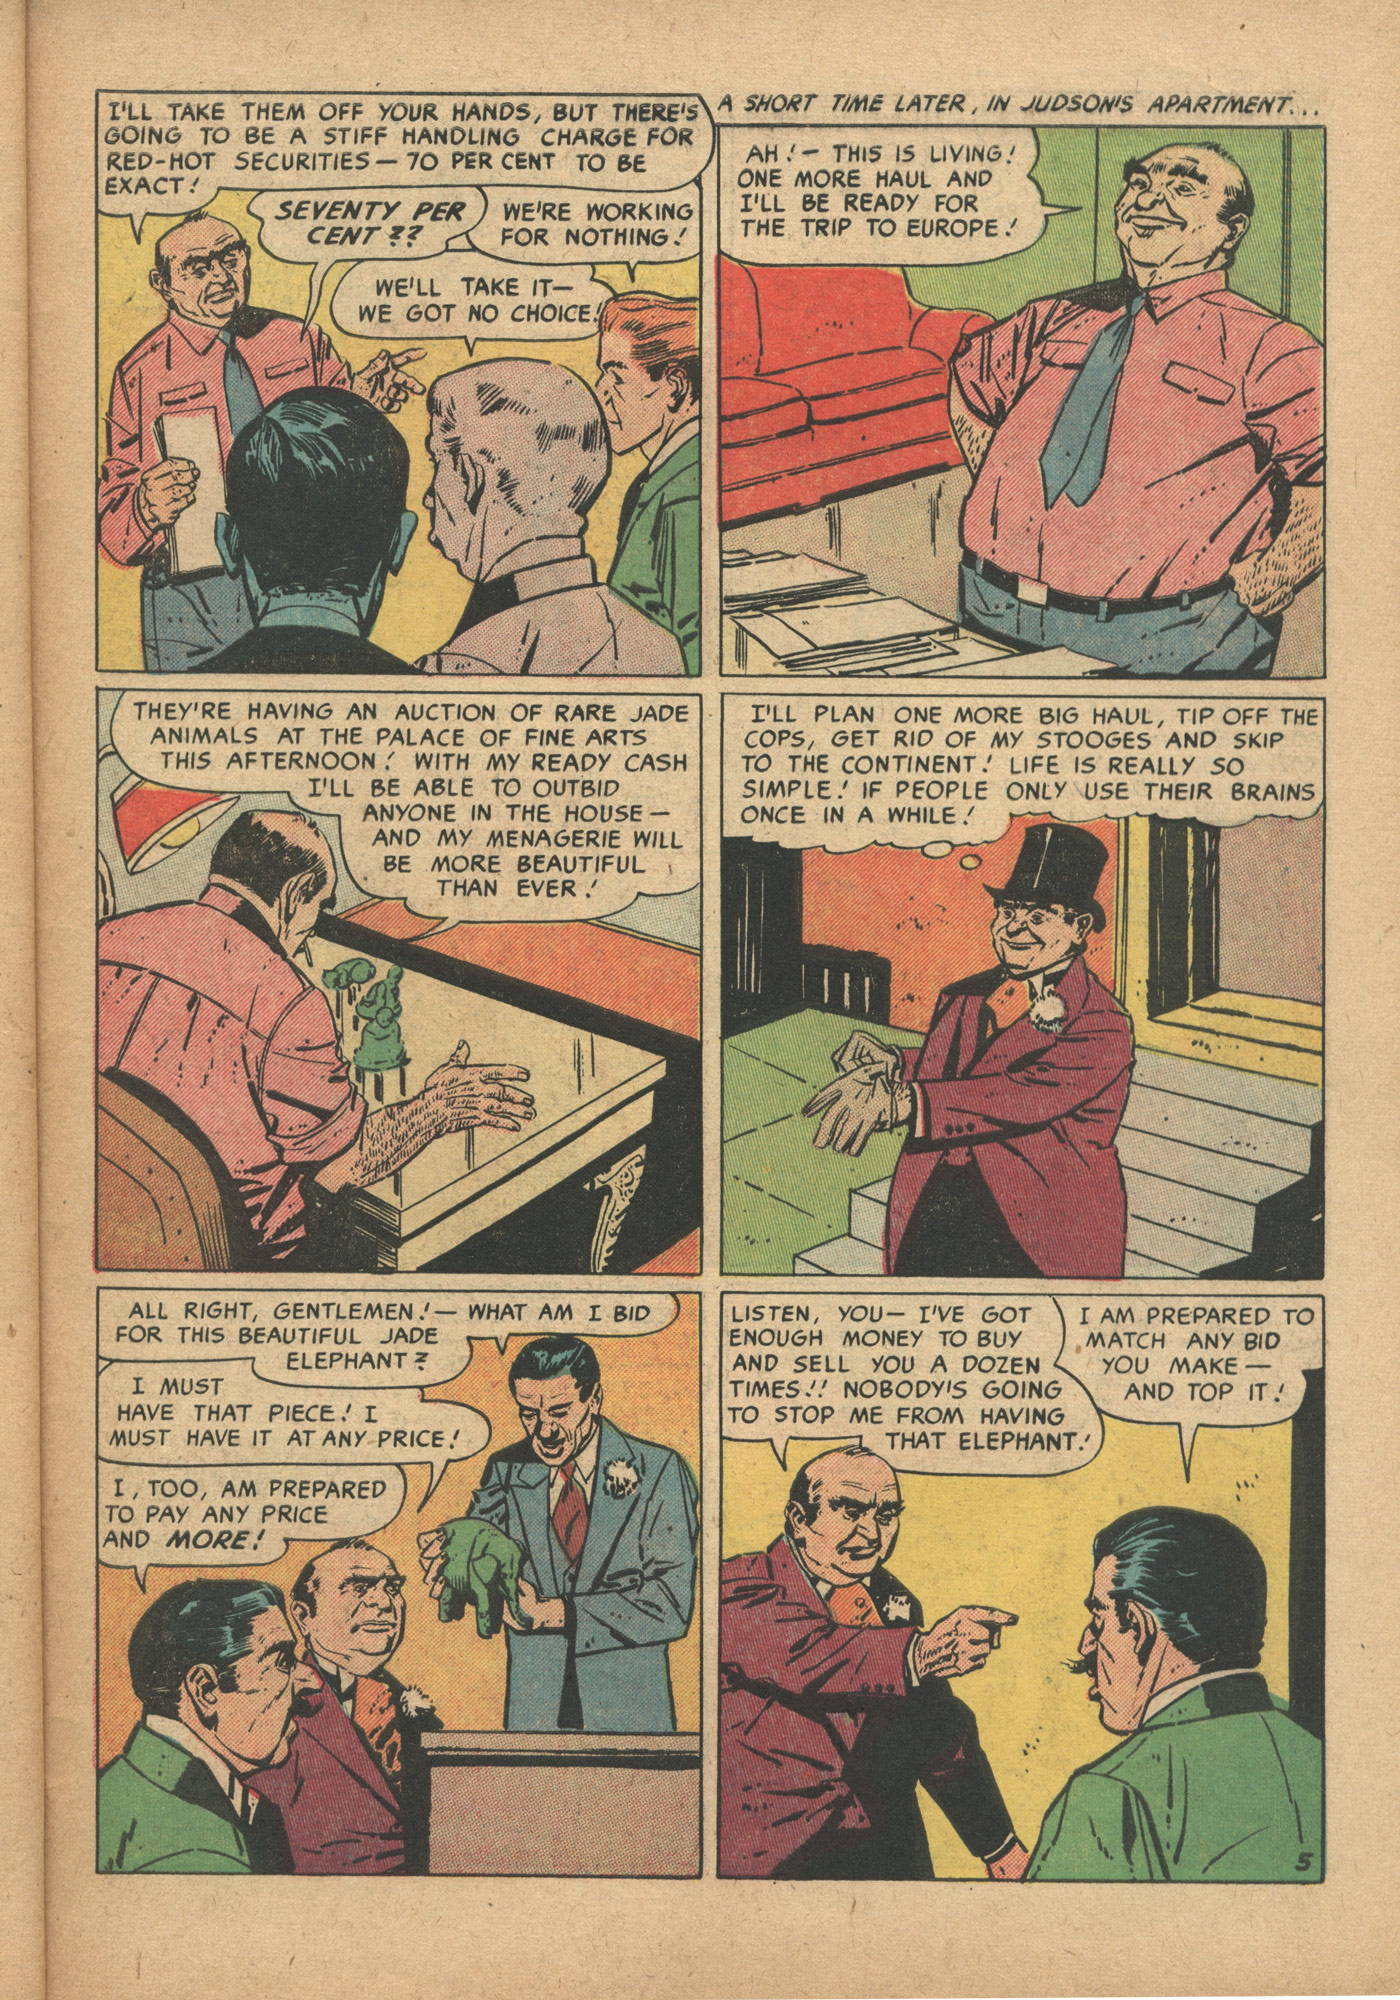 I'LL TAKE THEM OFF YOUR HANDS, BUT THERE'S
GOING TO BE A STIFF HANDLING CHARGE FOR
RED-HOT SECURITIES — 70 PER CENT TO BE
EXACT!
SEVENTY PER
CENT??
WE'RE WORKING
FOR NOTHING!
WE'LL TAKE IT—
WE GOT NO CHOICE!
A SHORT TIME LATER, IN JUDSON'S APARTMENT...
AH! — THIS IS LIVING!
ONE MORE HAUL AND
I'LL BE READY FOR
THE TRIP TO EUROPE!
THEY'RE HAVING AN AUCTION OF RARE JADE
ANIMALS AT THE PALACE OF FINE ARTS
THIS AFTERNOON! WITH MY READY CASH
I'LL BE ABLE TO OUTBID
ANYONE IN THE HOUSE —
AND MY MENAGERIE WILL
BE MORE BEAUTIFUL
THAN EVER!
I'LL PLAN ONE MORE BIG HAUL, TIP OFF THE
COPS, GET RID OF MY STOOGES AND SKIP
TO THE CONTINENT! LIFE IS REALLY SO
SIMPLE! IF PEOPLE ONLY USE THEIR BRAINS
ONCE IN A WHILE!
ALL RIGHT, GENTLEMEN! — WHAT AM I BID
FOR THIS BEAUTIFUL JADE
ELEPHANT?
I MUST
HAVE THAT PIECE! I
MUST HAVE IT AT ANY PRICE!
I, TOO, AM PREPARED
TO PAY ANY PRICE
AND MORE!
LISTEN, YOU — I'VE GOT
ENOUGH MONEY TO BUY
AND SELL YOU A DOZEN
TIMES!! NOBODY'S GOING
TO STOP ME FROM HAVING
THAT ELEPHANT!
I AM PREPARED TO
MATCH ANY BID
YOU MAKE —
AND TOP IT!
5